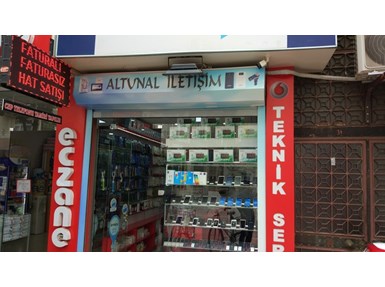 FATURALI
FATURASIZ
HAT SATIŞI
ALTUNAL İLETİŞİM
eczane
TEKNİK SER